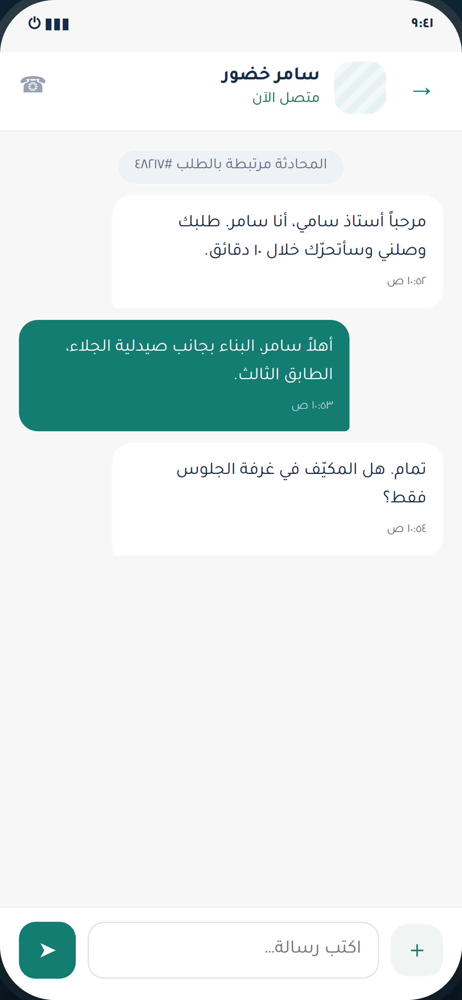 ٩:٤١
سامر خضور
متصل الآن
المحادثة مرتبطة بالطلب #٤٨٢١٧
مرحباً أستاذ سامي، أنا سامر. طلبك
وصلني وسأتحرّك خلال ١٠ دقائق.
١٠:٥٢ ص
أهلاً سامر، البناء بجانب صيدلية الجلاء،
الطابق الثالث.
١٠:٥٣ ص
تمام. هل المكيّف في غرفة الجلوس
فقط؟
١٠:٥٤ ص
اكتب رسالة...